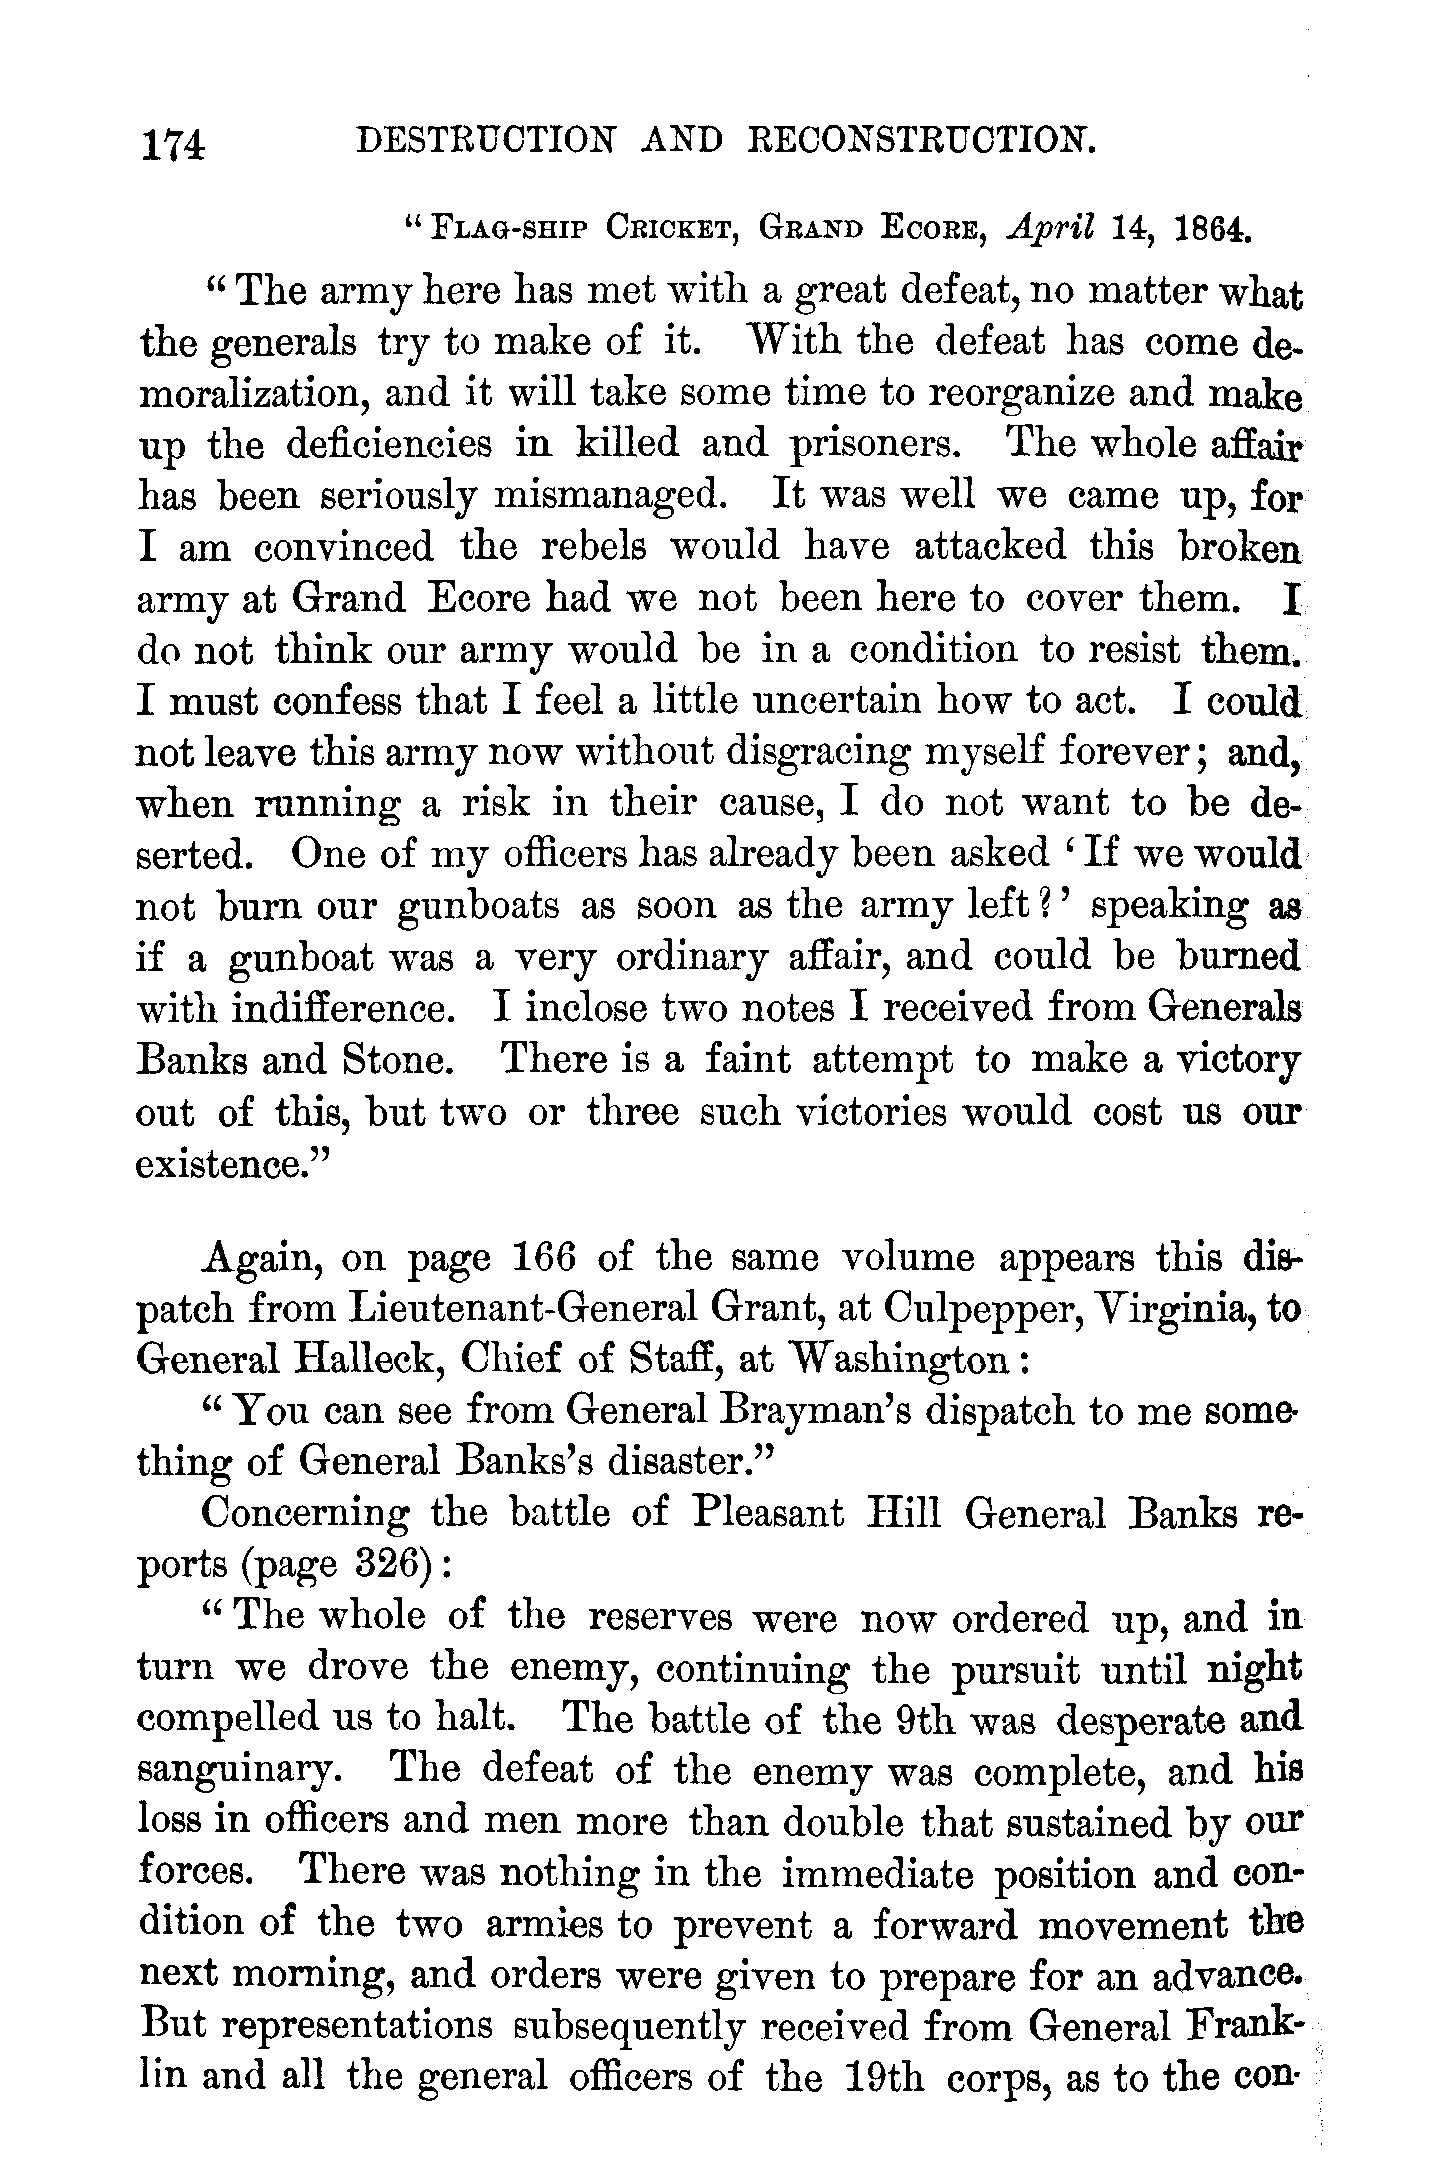 174 DESTRUCTION AND RECONSTRUCTION.
“FLAG-SHIP CRICKET, GRAND ECORE, April 14, 1864.
“The army here has met with a great defeat, no matter what
the generals try to make of it. With the defeat has come de-
moralization, and it will take some time to reorganize and make
up the deficiencies in killed and prisoners. The whole affair
has been seriously mismanaged. It was well we came up, for
I am convinced the rebels would have attacked this broken
army at Grand Ecore had we not been here to cover them. I
do not think our army would be in a condition to resist them.
I must confess that I feel a little uncertain how to act. I could
not leave this army now without disgracing myself forever; and,
when running a risk in their cause, I do not want to be de-
serted. One of my officers has already been asked ‘If we would
not burn our gunboats as soon as the army left?’ speaking as
if a gunboat was a very ordinary affair, and could be burned
with indifference. I inclose two notes I received from Generals
Banks and Stone. There is a faint attempt to make a victory
out of this, but two or three such victories would cost us our
existence.”
Again, on page 166 of the same volume appears this dis-
patch from Lieutenant-General Grant, at Culpepper, Virginia, to
General Halleck, Chief of Staff, at Washington:
“You can see from General Brayman’s dispatch to me some-
thing of General Banks’s disaster.”
Concerning the battle of Pleasant Hill General Banks re-
ports (page 326):
“The whole of the reserves were now ordered up, and in
turn we drove the enemy, continuing the pursuit until night
compelled us to halt. The battle of the 9th was desperate and
sanguinary. The defeat of the enemy was complete, and his
loss in officers and men more than double that sustained by our
forces. There was nothing in the immediate position and con-
dition of the two armies to prevent a forward movement the
next morning, and orders were given to prepare for an advance.
But representations subsequently received from General Frank-
lin and all the general officers of the 19th corps, as to the con-